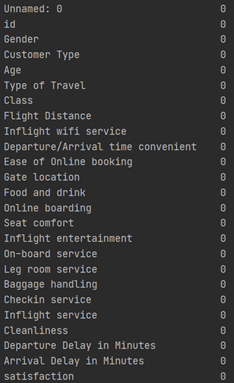 Unnamed: 0 0
id 0
Gender 0
Customer Type 0
Age 0
Type of Travel 0
Class 0
Flight Distance 0
Inflight wifi service 0
Departure/Arrival time convenient 0
Ease of Online booking 0
Gate location 0
Food and drink 0
Online boarding 0
Seat comfort 0
Inflight entertainment 0
On-board service 0
Leg room service 0
Baggage handling 0
Checkin service 0
Inflight service 0
Cleanliness 0
Departure Delay in Minutes 0
Arrival Delay in Minutes 0
satisfaction 0